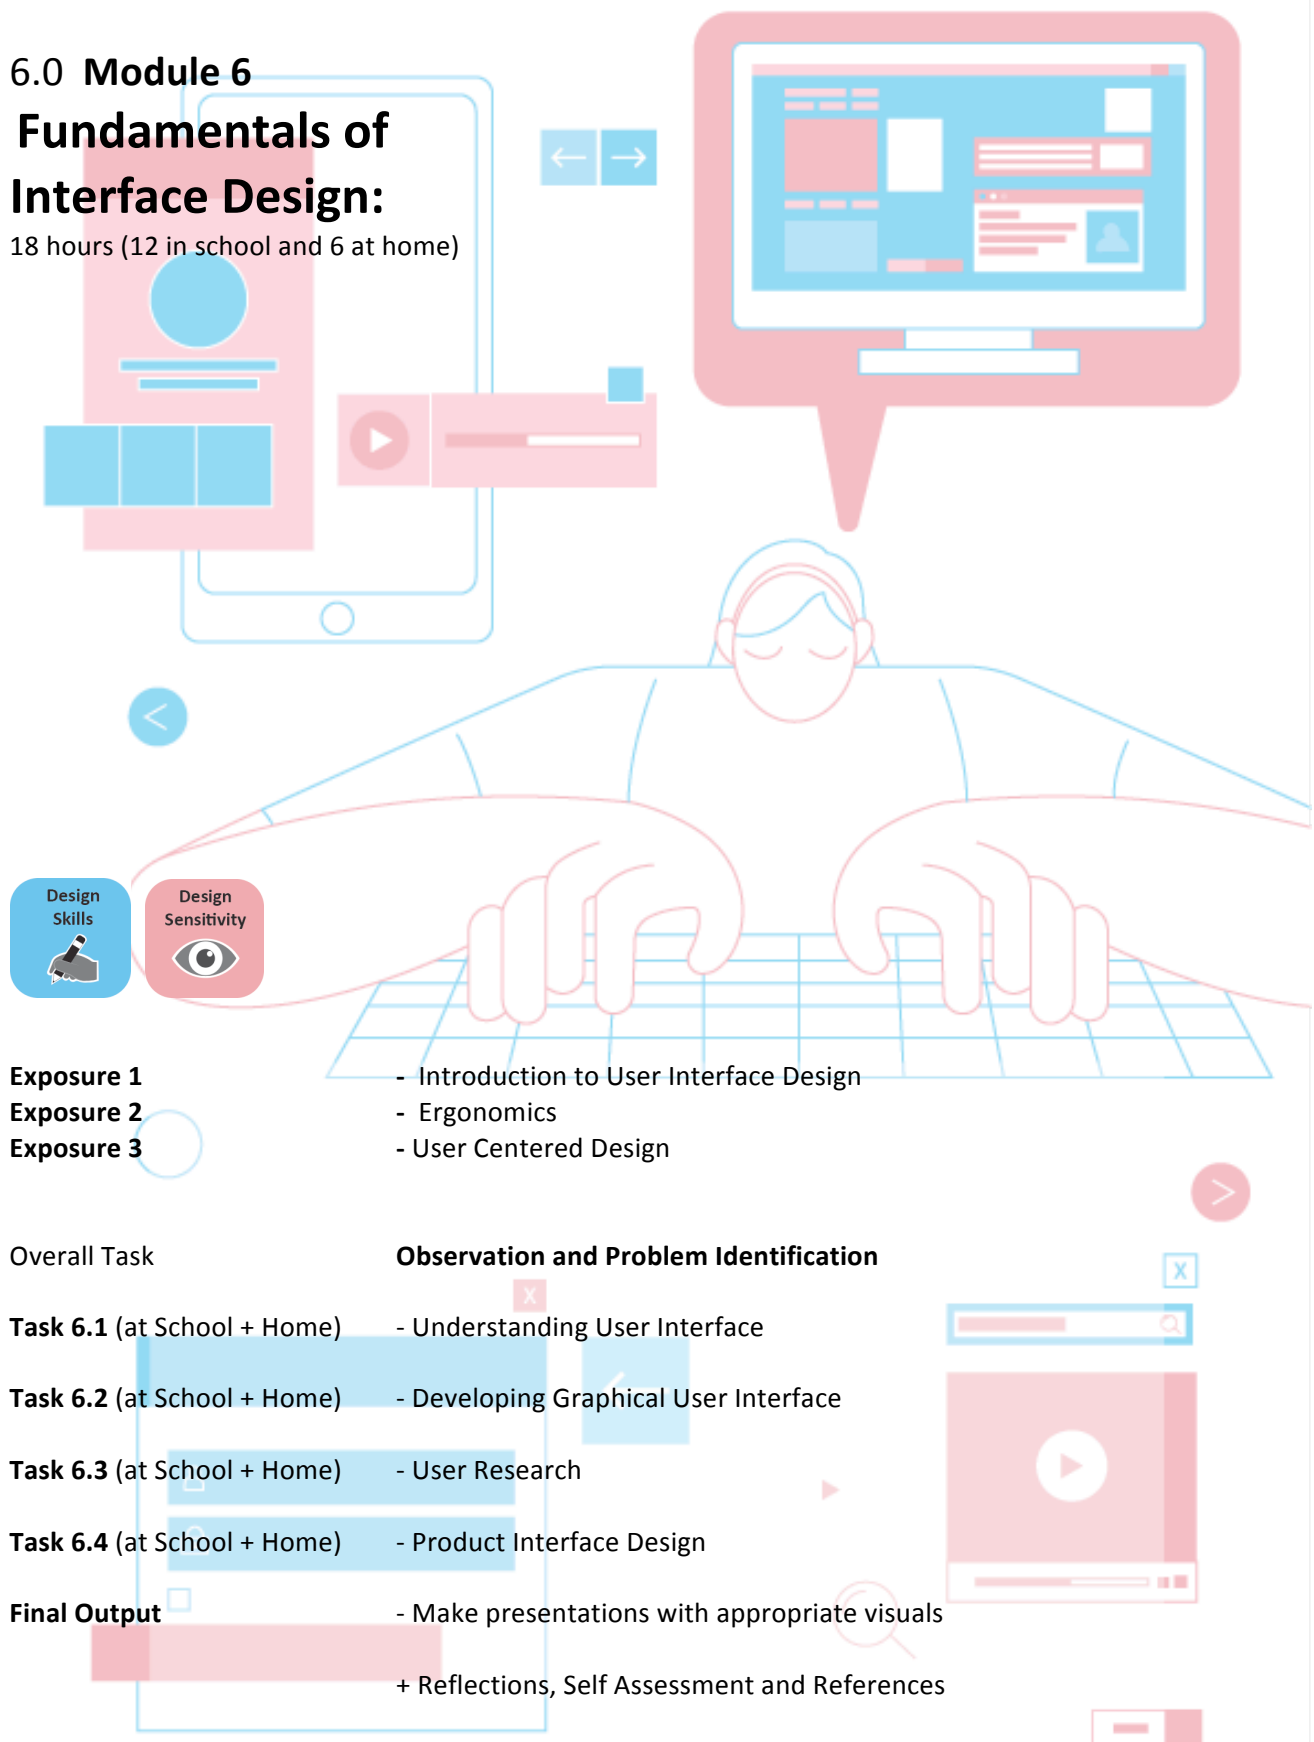 6.0 Module 6
Fundamentals of
Interface Design:
18 hours (12 in school and 6 at home)
Design
Skills
Design
Sensitivity
Exposure 1 - Introduction to User Interface Design
Exposure 2 - Ergonomics
Exposure 3 - User Centered Design
Overall Task Observation and Problem Identification
X
X
Task 6.1 (at School + Home) - Understanding User Interface
Task 6.2 (at School + Home) - Developing Graphical User Interface
Task 6.3 (at School + Home) - User Research
Task 6.4 (at School + Home) - Product Interface Design
Final Output - Make presentations with appropriate visuals
+ Reflections, Self Assessment and References